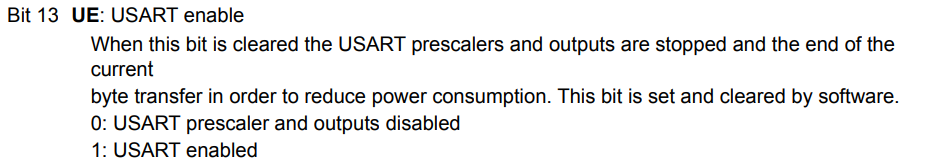 Bit 13 UE: USART enable
When this bit is cleared the USART prescalers and outputs are stopped and the end of the
current
byte transfer in order to reduce power consumption. This bit is set and cleared by software.
0: USART prescaler and outputs disabled
1: USART enabled